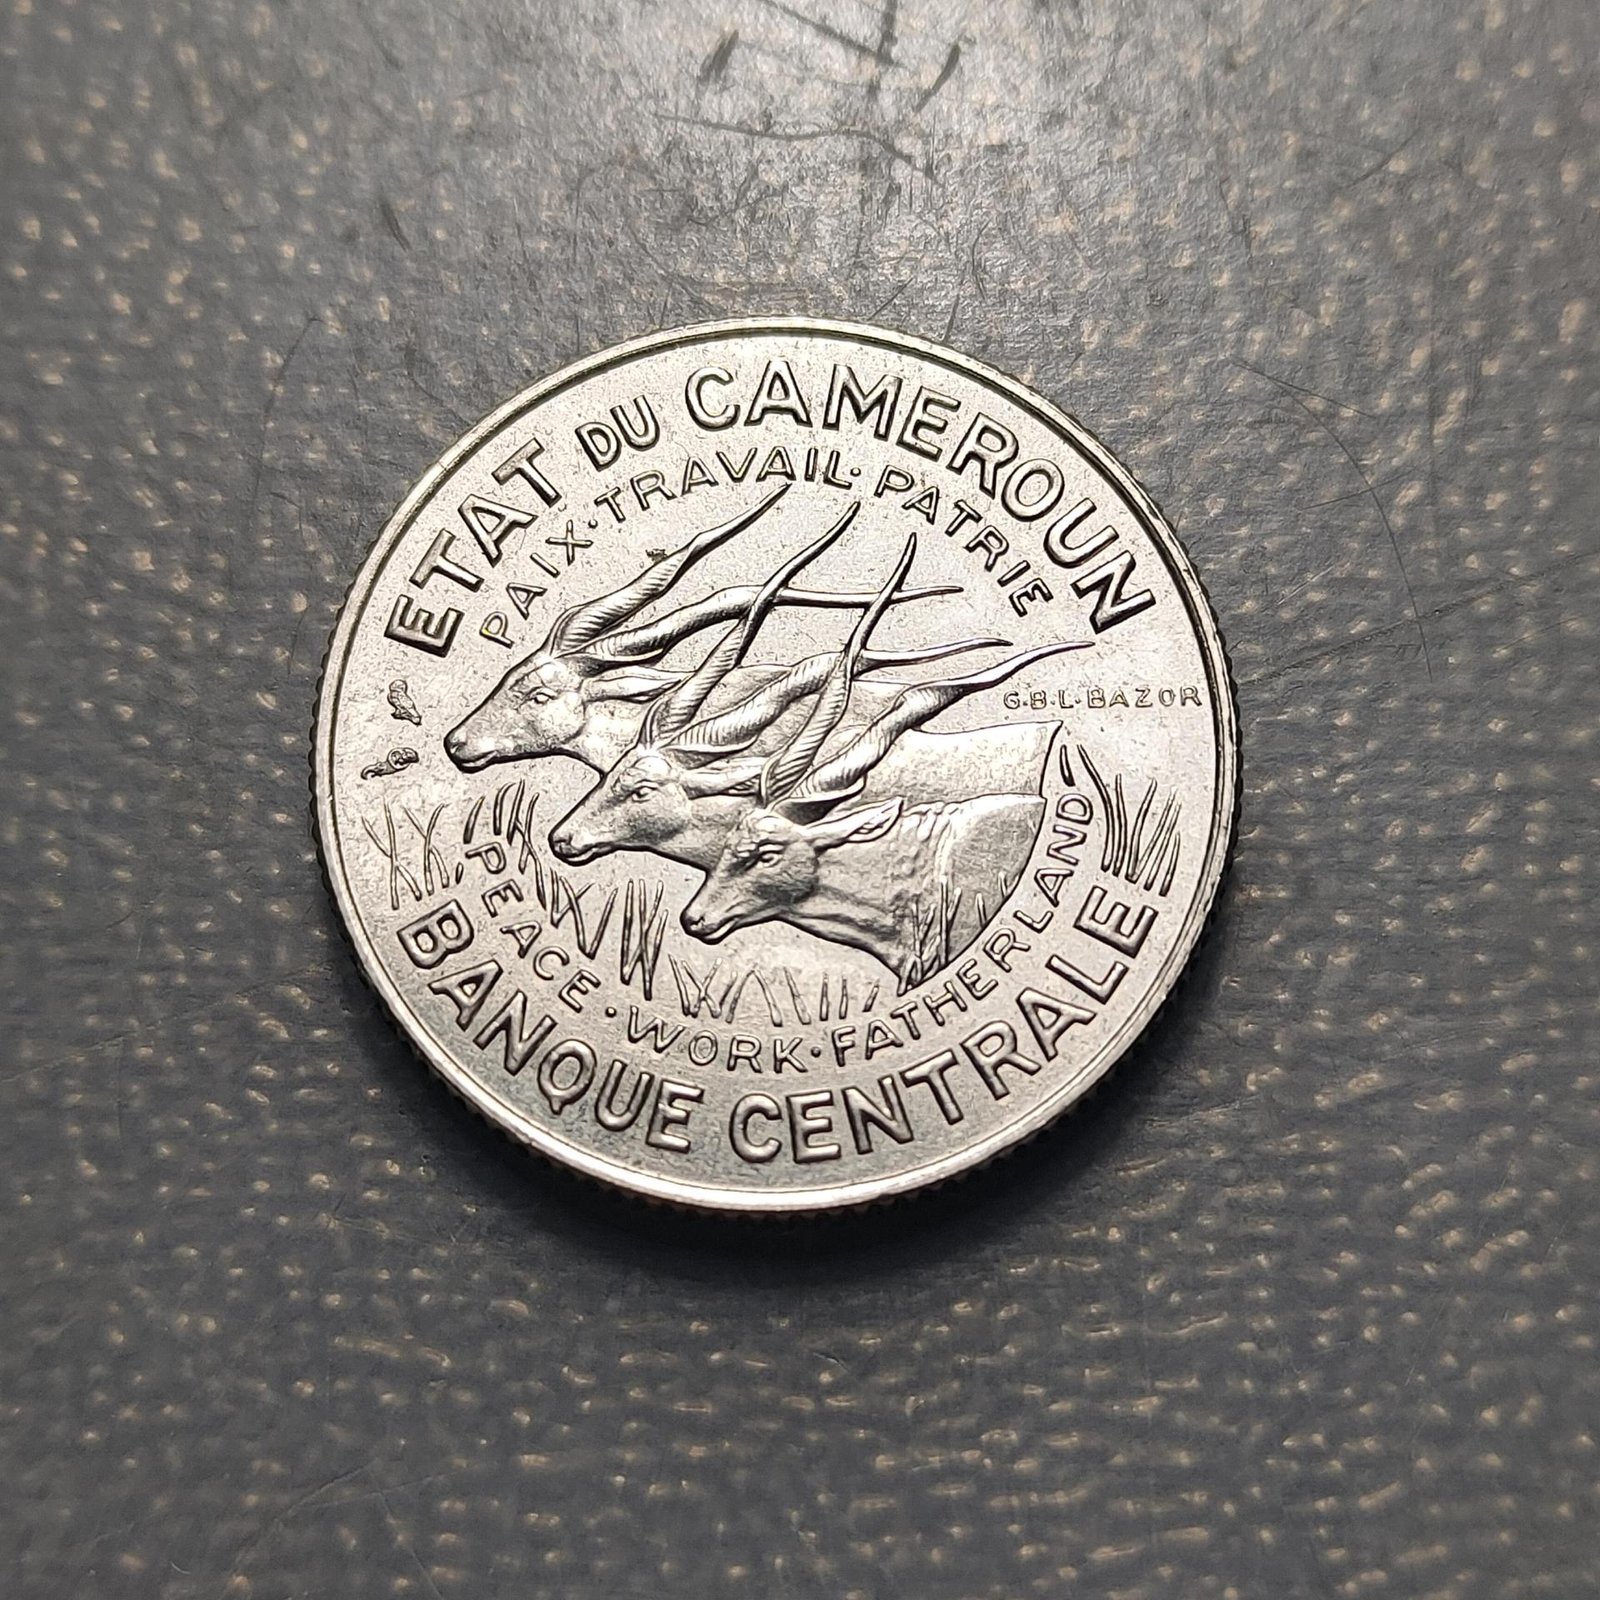 ETAT DU CAMEROUN
PAIX·TRAVAIL·PATRIE
G·B·L·BAZOR
·PEACE·WORK·FATHERLAND·
BANQUE CENTRALE